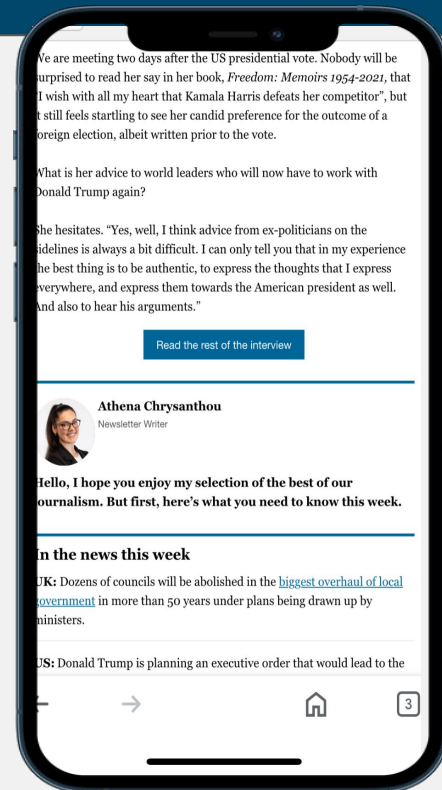 We are meeting two days after the US presidential vote. Nobody will be
surprised to read her say in her book, Freedom: Memoirs 1954-2021, that
“I wish with all my heart that Kamala Harris defeats her competitor”, but
it still feels startling to see her candid preference for the outcome of a
foreign election, albeit written prior to the vote.
What is her advice to world leaders who will now have to work with
Donald Trump again?
She hesitates. “Yes, well, I think advice from ex-politicians on the
sidelines is always a bit difficult. I can only tell you that in my experience
the best thing is to be authentic, to express the thoughts that I express
everywhere, and express them towards the American president as well.
And also to hear his arguments.”
Read the rest of the interview
Athena Chrysanthou
Newsletter Writer
Hello, I hope you enjoy my selection of the best of our
journalism. But first, here’s what you need to know this week.
In the news this week
UK: Dozens of councils will be abolished in the biggest overhaul of local
government in more than 50 years under plans being drawn up by
ministers.
US: Donald Trump is planning an executive order that would lead to the
3